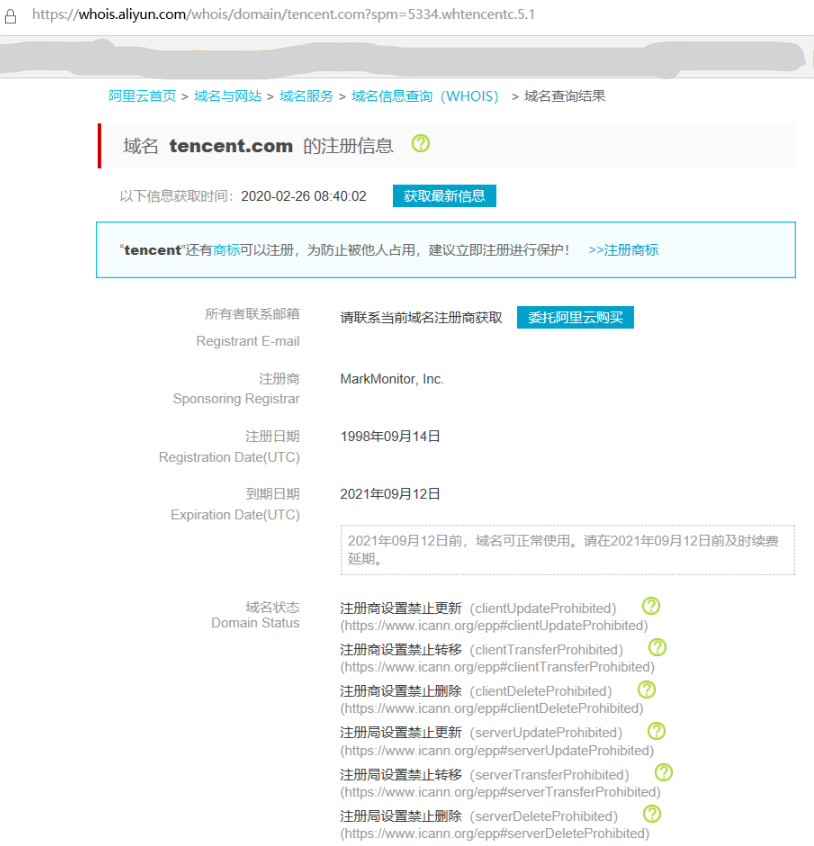 https://whois.aliyun.com/whois/domain/tencent.com?spm=5334.whtencentc.5.1
阿里云首页 > 域名与网站 > 域名服务 > 域名信息查询（WHOIS） > 域名查询结果
域名 tencent.com 的注册信息 ?
以下信息获取时间：2020-02-26 08:40:02 获取最新信息
“tencent”还有商标可以注册，为防止被他人占用，建议立即注册进行保护！ >>注册商标
所有者联系邮箱 请联系当前域名注册商获取 委托阿里云购买
Registrant E-mail
注册商 MarkMonitor, Inc.
Sponsoring Registrar
注册日期 1998年09月14日
Registration Date(UTC)
到期日期 2021年09月12日
Expiration Date(UTC)
2021年09月12日前，域名可正常使用。请在2021年09月12日前及时续费
延期。
域名状态 注册商设置禁止更新（clientUpdateProhibited） ?
Domain Status (https://www.icann.org/epp#clientUpdateProhibited)
注册商设置禁止转移（clientTransferProhibited） ?
(https://www.icann.org/epp#clientTransferProhibited)
注册商设置禁止删除（clientDeleteProhibited） ?
(https://www.icann.org/epp#clientDeleteProhibited)
注册局设置禁止更新（serverUpdateProhibited） ?
(https://www.icann.org/epp#serverUpdateProhibited)
注册局设置禁止转移（serverTransferProhibited） ?
(https://www.icann.org/epp#serverTransferProhibited)
注册局设置禁止删除（serverDeleteProhibited） ?
(https://www.icann.org/epp#serverDeleteProhibited)